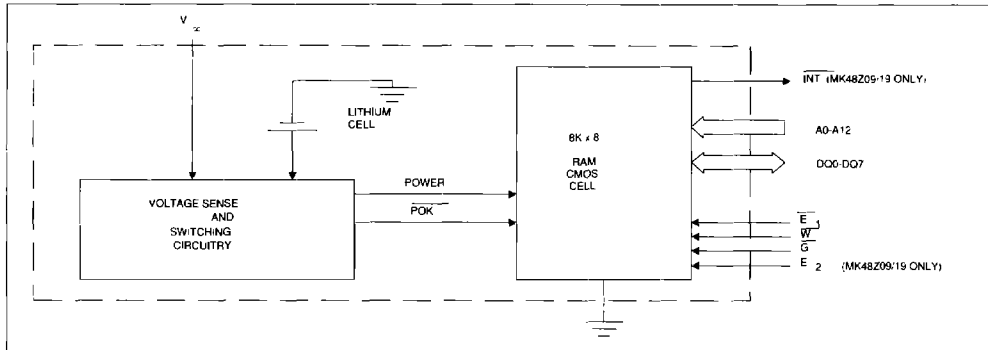 V
cc
LITHIUM
CELL
VOLTAGE SENSE
AND
SWITCHING
CIRCUITRY
POWER
POK
8K x 8
RAM
CMOS
CELL
INT (MK48Z09/19 ONLY)
A0-A12
DQ0-DQ7
E 1
W
G
E 2 (MK48Z09/19 ONLY)